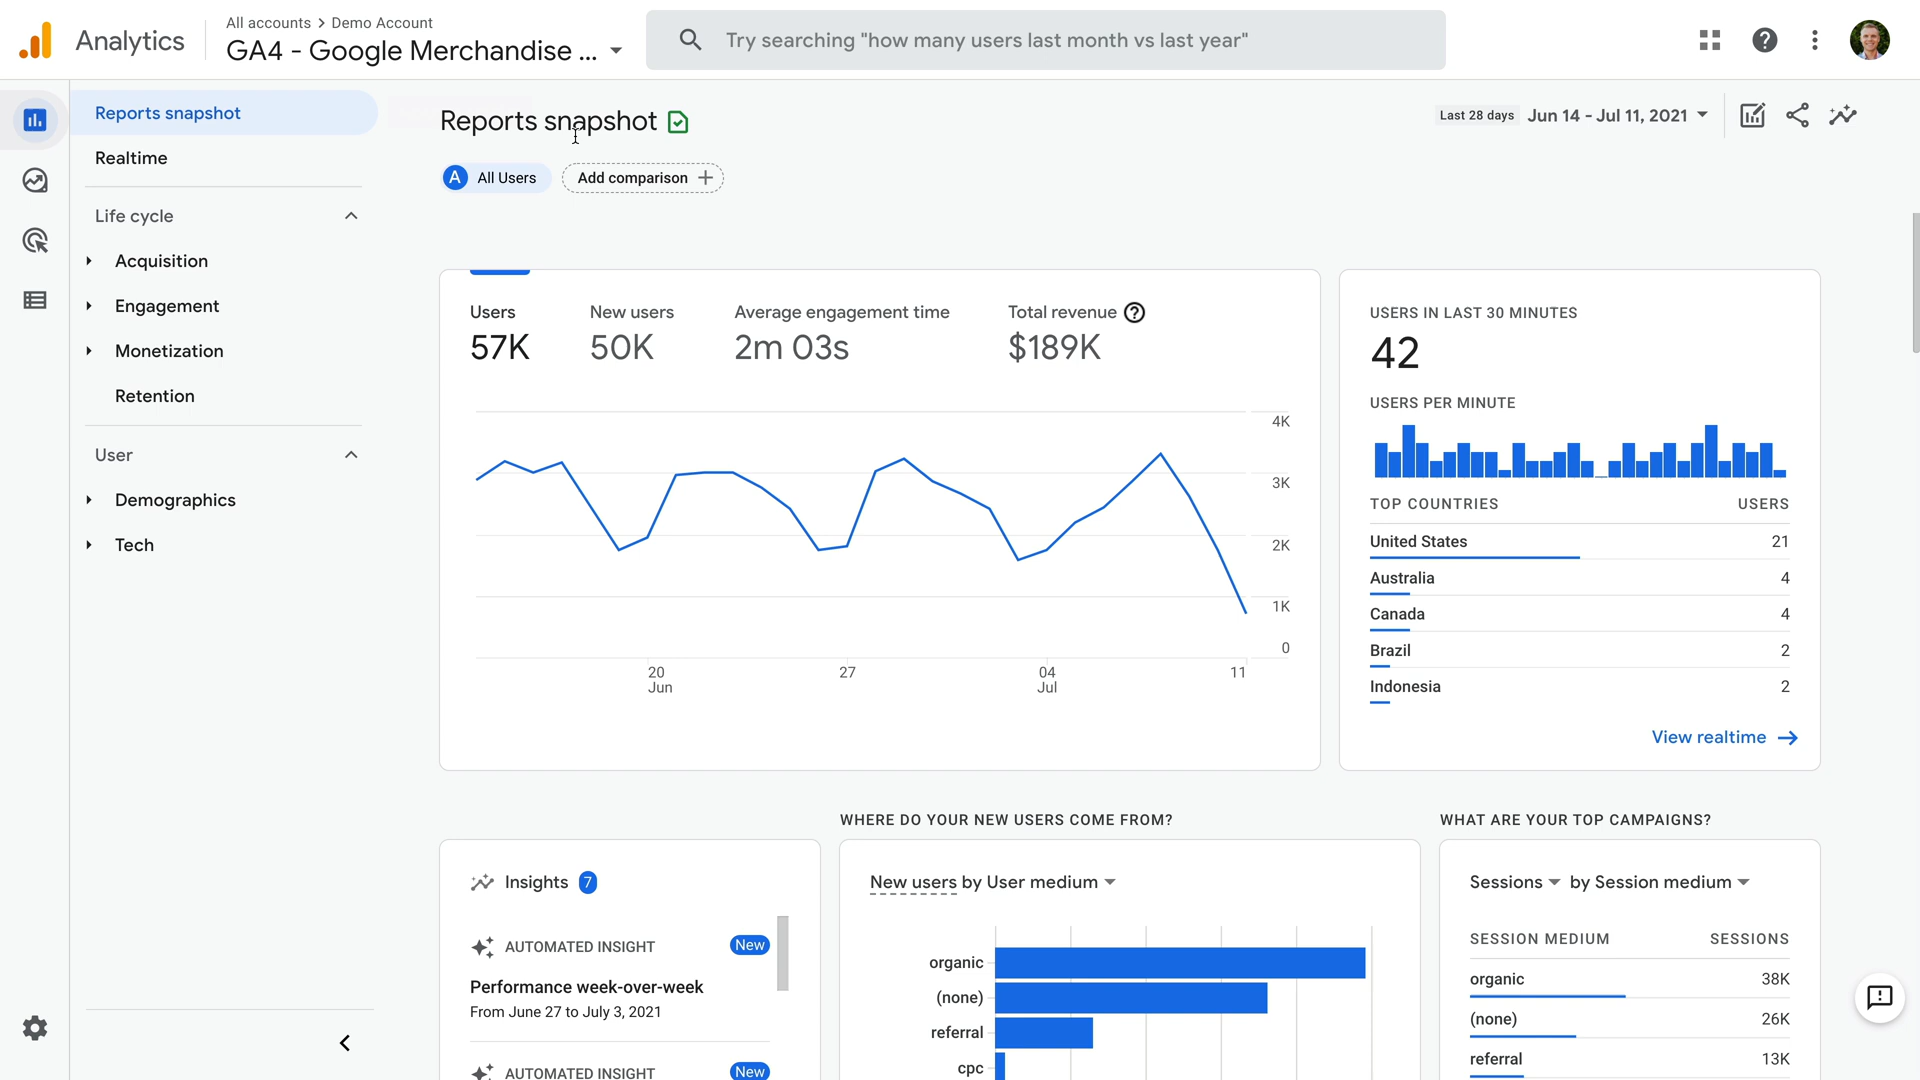 Analytics
All accounts > Demo Account
GA4 - Google Merchandise ...
Try searching "how many users last month vs last year"
Reports snapshot
Realtime
Life cycle
Acquisition
Engagement
Monetization
Retention
User
Demographics
Tech
Reports snapshot
Last 28 days Jun 14 - Jul 11, 2021
A All Users
Add comparison +
Users
57K
New users
50K
Average engagement time
2m 03s
Total revenue
$189K
4K
3K
2K
1K
0
20
Jun
27
04
Jul
11
USERS IN LAST 30 MINUTES
42
USERS PER MINUTE
TOP COUNTRIES USERS
United States 21
Australia 4
Canada 4
Brazil 2
Indonesia 2
View realtime
Insights 7
AUTOMATED INSIGHT New
Performance week-over-week
From June 27 to July 3, 2021
AUTOMATED INSIGHT New
WHERE DO YOUR NEW USERS COME FROM?
New users by User medium
organic
(none)
referral
cpc
WHAT ARE YOUR TOP CAMPAIGNS?
Sessions by Session medium
SESSION MEDIUM SESSIONS
organic 38K
(none) 26K
referral 13K